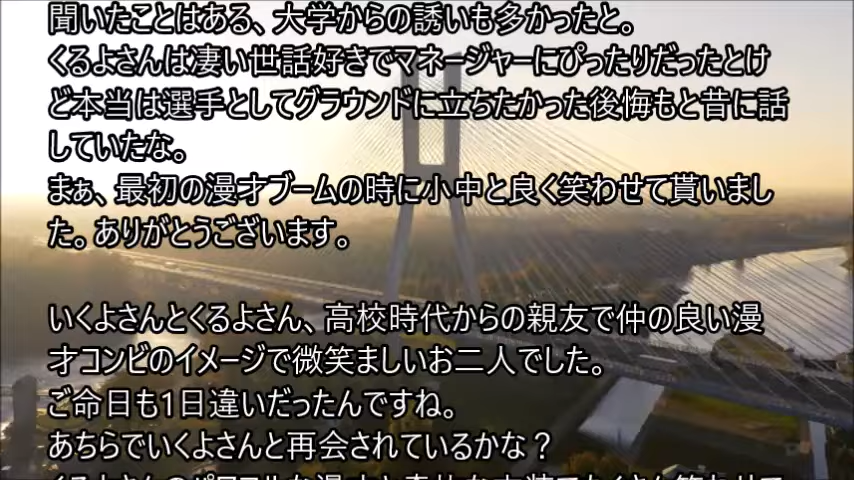 聞いたことはある、大学からの誘いも多かったと。
くるよさんは凄い世話好きでマネージャーにぴったりだったとけ
ど本当は選手としてグラウンドに立ちたかった後悔もと昔に話
していたな。
まぁ、最初の漫才ブームの時に小中と良く笑わせて貰いまし
た。ありがとうございます。
いくよさんとくるよさん、高校時代からの親友で仲の良い漫
才コンビのイメージで微笑ましいお二人でした。
ご命日も1日違いだったんですね。
あちらでいくよさんと再会されているかな？